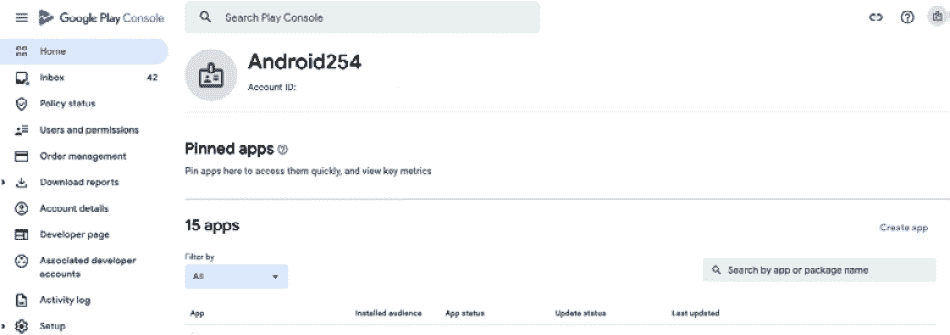 Google Play Console
Search Play Console
Home
Inbox 42
Policy status
Users and permissions
Order management
Download reports
Account details
Developer page
Associated developer
accounts
Activity log
Setup
Android254
Account ID:
Pinned apps
Pin apps here to access them quickly, and view key metrics
15 apps
Create app
Filter by
All
Search by app or package name
App Installed audience App status Update status Last updated